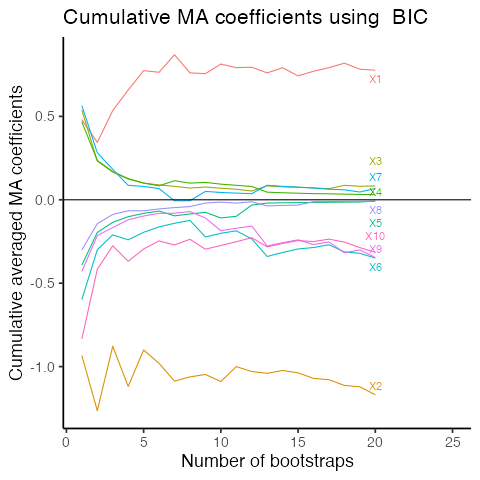 Cumulative MA coefficients using  BIC
Cumulative averaged MA coefficients
0.5
0.0
-0.5
-1.0
X1
X3
X7
X4
X8
X5
X10
X9
X6
X2
0
5
10
15
20
25
Number of bootstraps